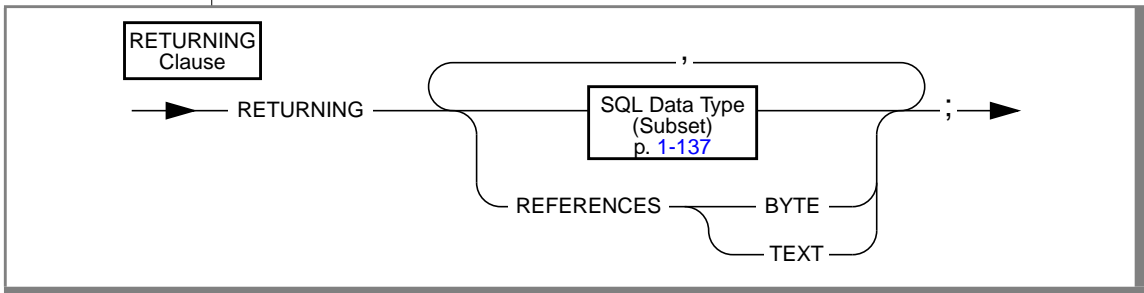 RETURNING
Clause
,
RETURNING
SQL Data Type
(Subset)
p. 1-137
;
REFERENCES
BYTE
TEXT